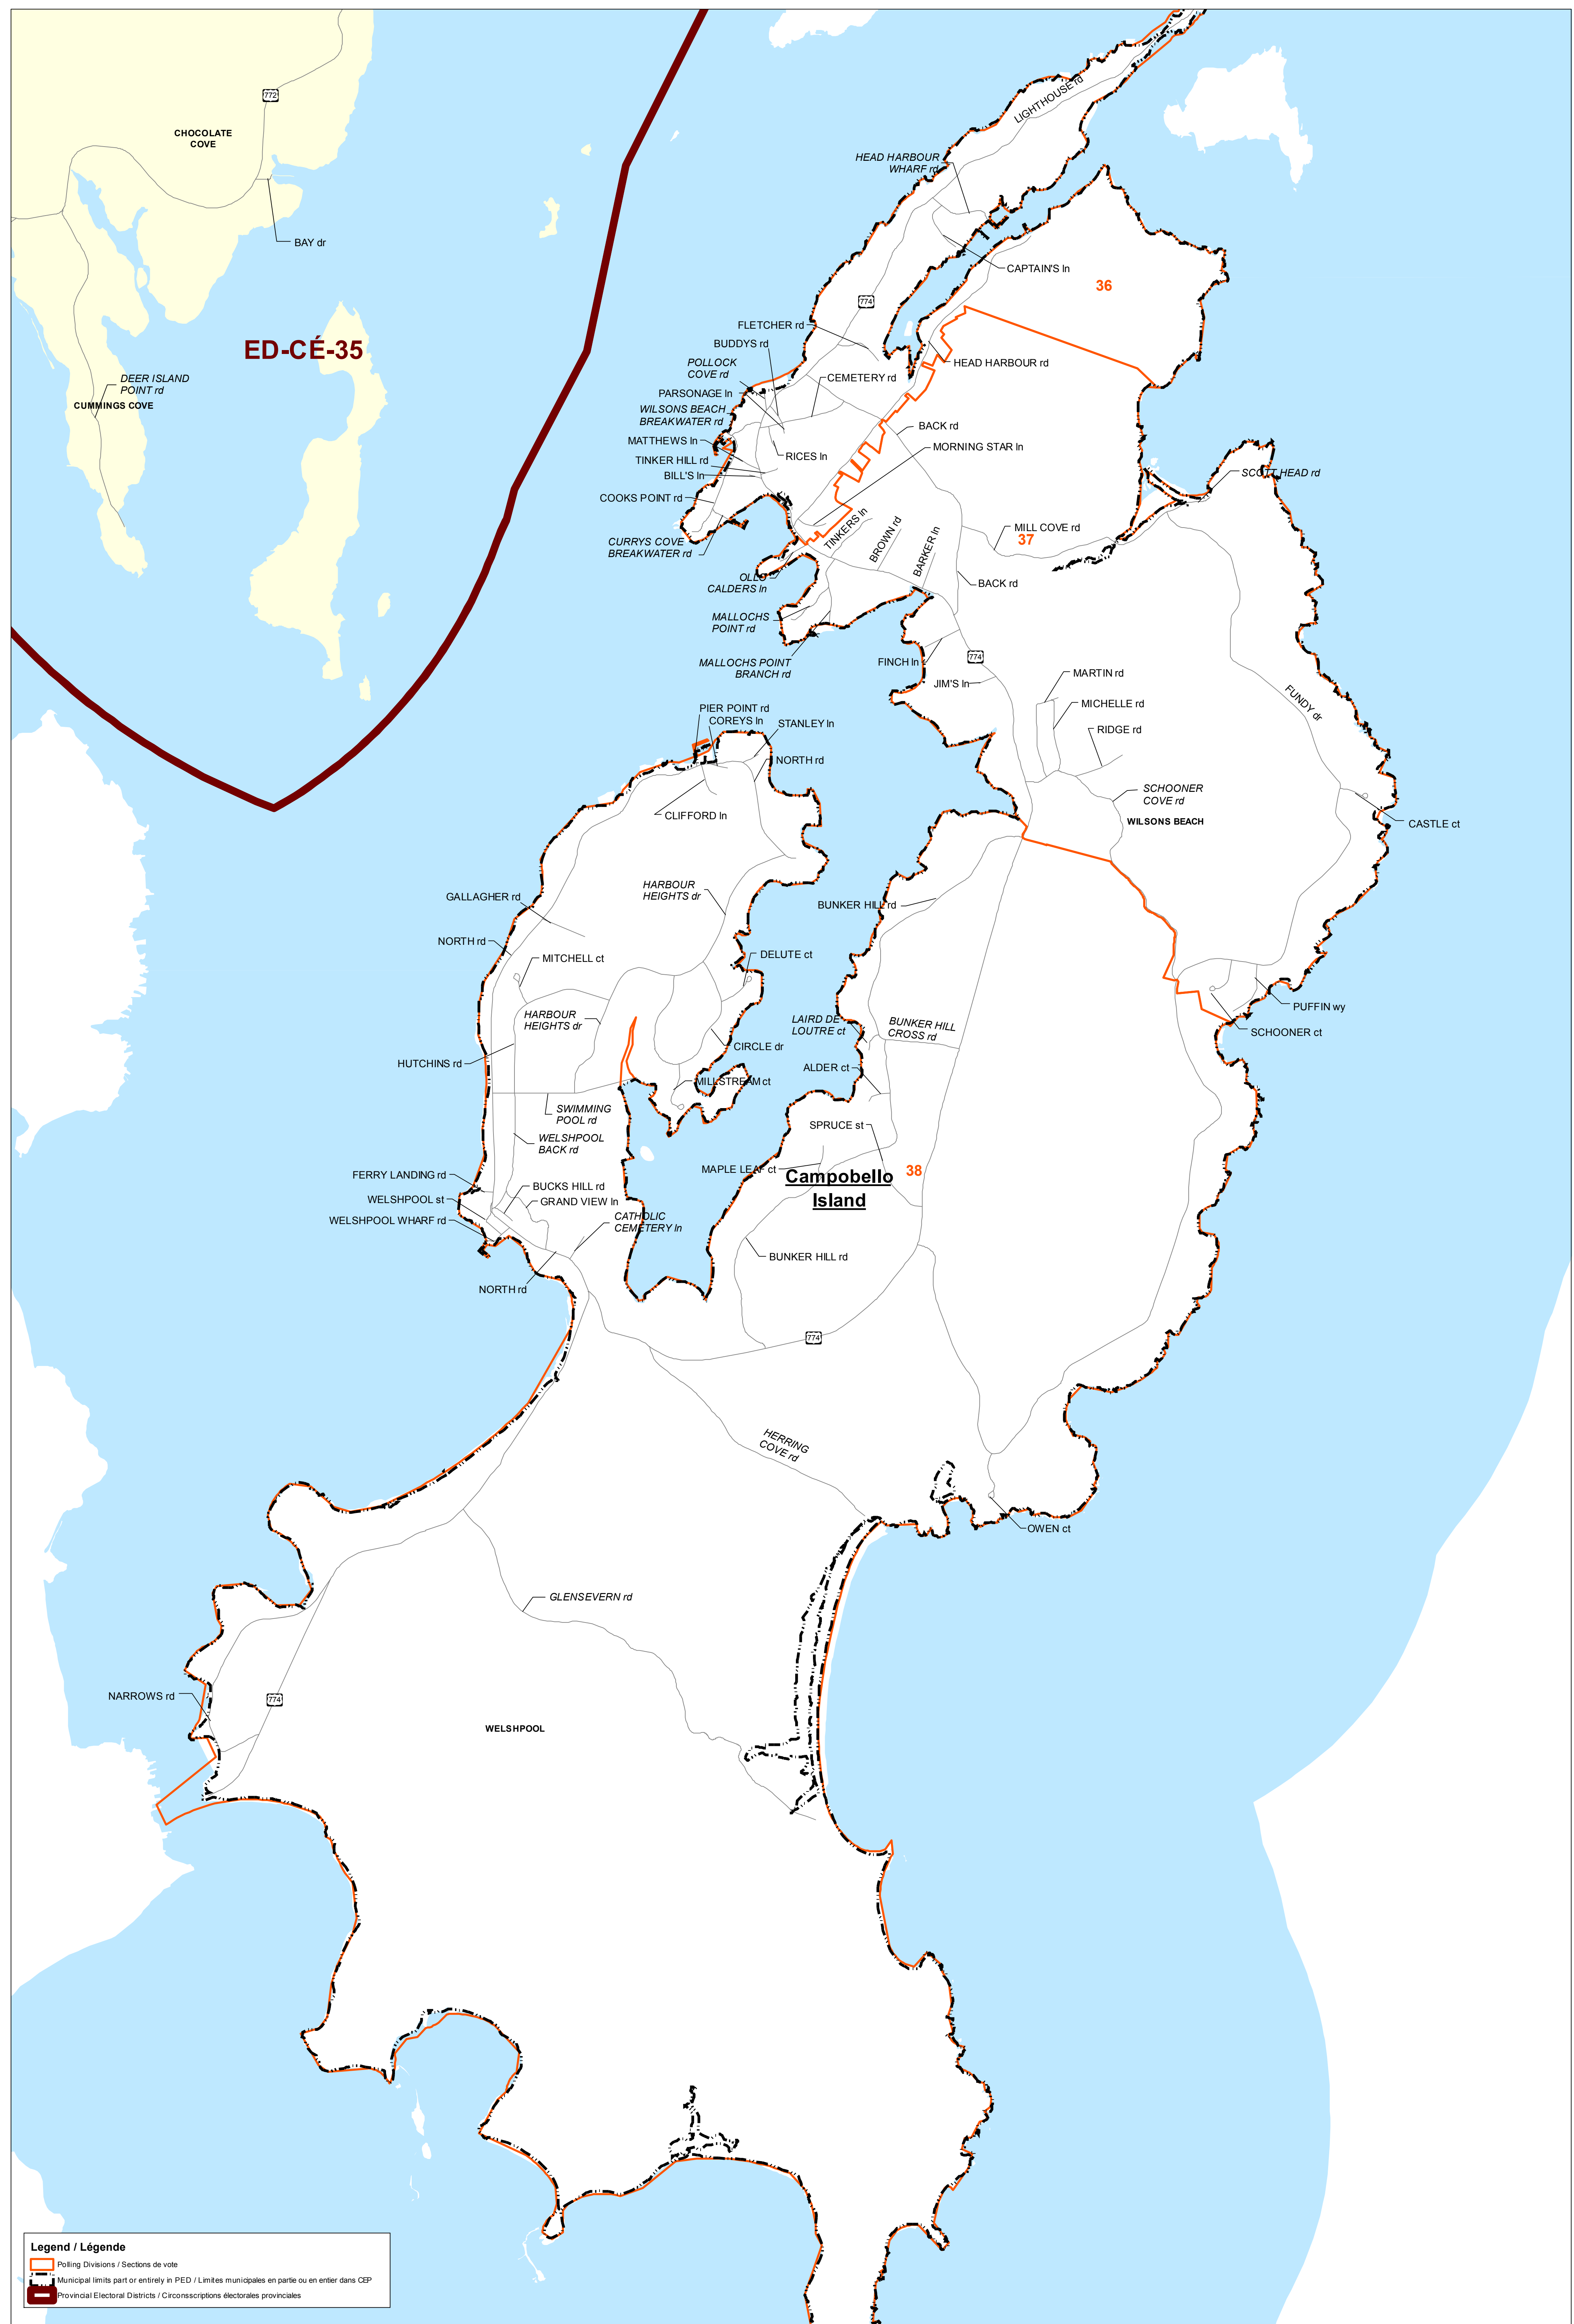 772
CHOCOLATE
COVE
BAY dr
ED-CÉ-35
DEER ISLAND
POINT rd
CUMMINGS COVE
LIGHTHOUSE rd
HEAD HARBOUR
WHARF rd
CAPTAIN'S ln
36
774
FLETCHER rd
BUDDYS rd
POLLOCK
COVE rd
HEAD HARBOUR rd
CEMETERY rd
PARSONAGE ln
WILSONS BEACH
BREAKWATER rd
BACK rd
MATTHEWS ln
MORNING STAR ln
RICES ln
TINKER HILL rd
BILL'S ln
SCOTT HEAD rd
COOKS POINT rd
TINKERS ln
BROWN rd
BARKER ln
MILL COVE rd
37
CURRYS COVE
BREAKWATER rd
CALDERS ln
BACK rd
MALLOCHS
POINT rd
MALLOCHS POINT
BRANCH rd
FINCH ln
774
JIM'S ln
MARTIN rd
MICHELLE rd
FUNDY dr
RIDGE rd
PIER POINT rd
COREYS ln
STANLEY ln
NORTH rd
SCHOONER
COVE rd
CLIFFORD ln
WILSONS BEACH
CASTLE ct
HARBOUR
HEIGHTS dr
GALLAGHER rd
BUNKER HILL rd
NORTH rd
MITCHELL ct
DELUTE ct
PUFFIN wy
HARBOUR
HEIGHTS dr
LAIRD DE
LOUTRE ct
BUNKER HILL
CROSS rd
SCHOONER ct
CIRCLE dr
HUTCHINS rd
ALDER ct
MILLSTREAM ct
SWIMMING
POOL rd
SPRUCE st
WELSHPOOL
BACK rd
MAPLE LEAF ct
38
FERRY LANDING rd
Campobello
Island
BUCKS HILL rd
WELSHPOOL st
GRAND VIEW ln
WELSHPOOL WHARF rd
CATHOLIC
CEMETERY ln
BUNKER HILL rd
NORTH rd
774
HERRING
COVE rd
OWEN ct
GLENSEVERN rd
NARROWS rd
774
WELSHPOOL
Legend / Légende
Polling Divisions / Sections de vote
Municipal limits part or entirely in PED / Limites municipales en partie ou en entier dans CEP
Provincial Electoral Districts / Circonsscriptions électorales provinciales